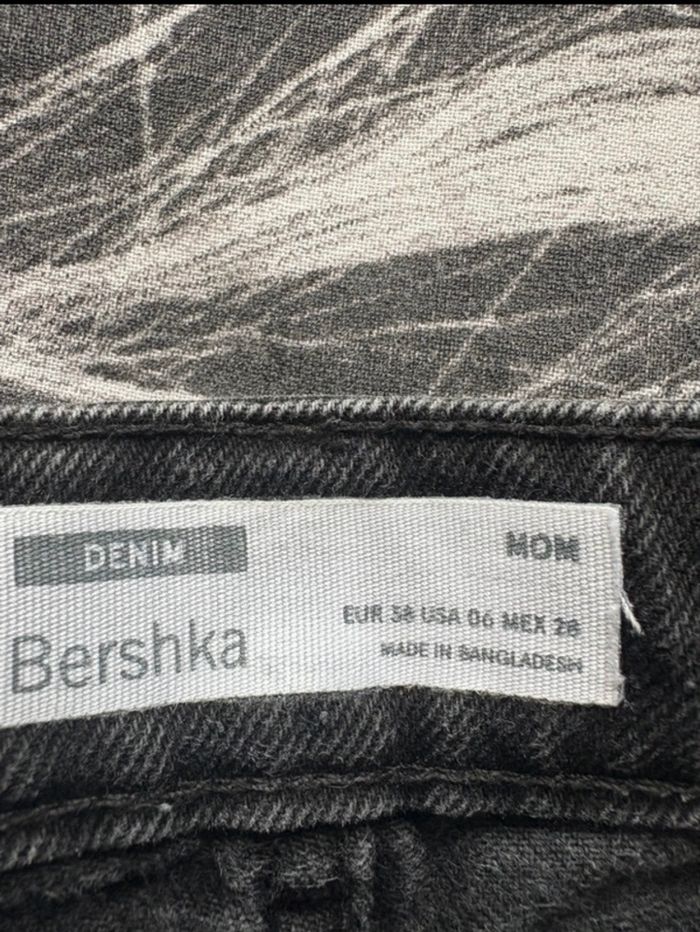 DENIM
MOM
EUR 38 USA 06 MEX 28
Bershka
MADE IN BANGLADESH